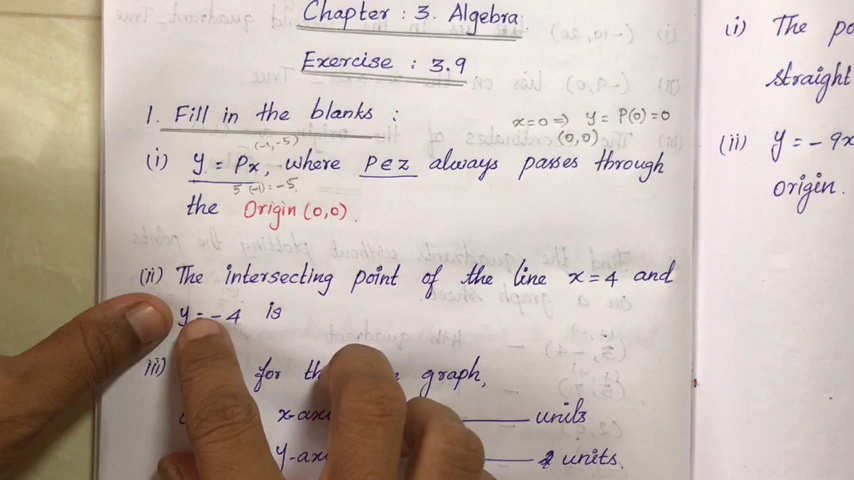 Chapter : 3. Algebra
Exercise : 3.9
1. Fill in the blanks :
x=0 => y = P(0) = 0
(-1,-5)
(0,0)
(i) y = Px, where P∈Z always passes through
5(-1)=-5
the Origin (0,0).
(ii) The intersecting point of the line x=4 and
y=-4 is
iii) for graph,
units
units.
(i) The
straight
(ii) y = -9x
origin.